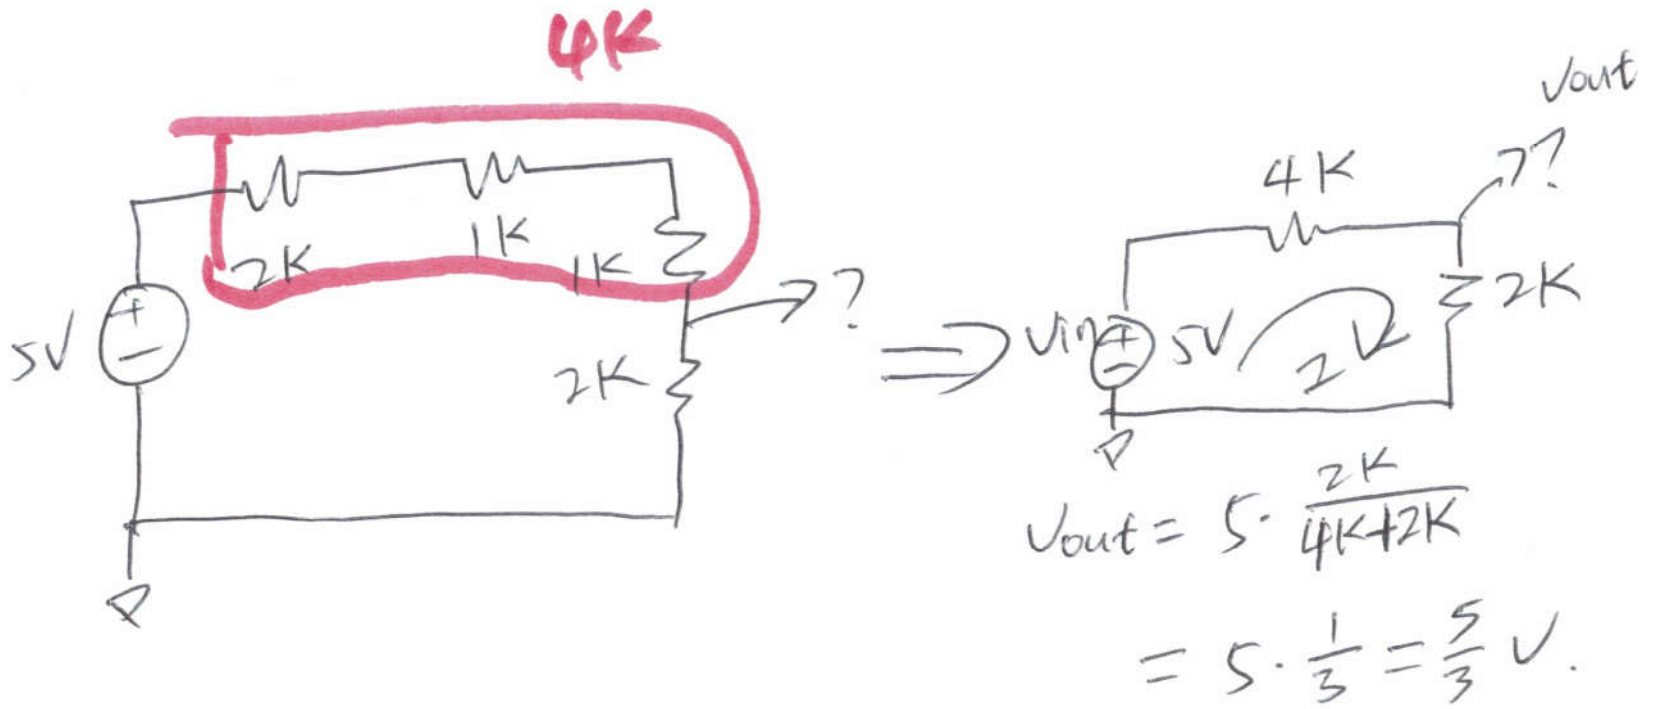 4K
2K
1K
1K
5V
+
−
?
2K
⇒
Vout
??
4K
2K
Vin
+
−
5V
Vout = 5 · 2K / 4K+2K
= 5 · 1/3 = 5/3 V.